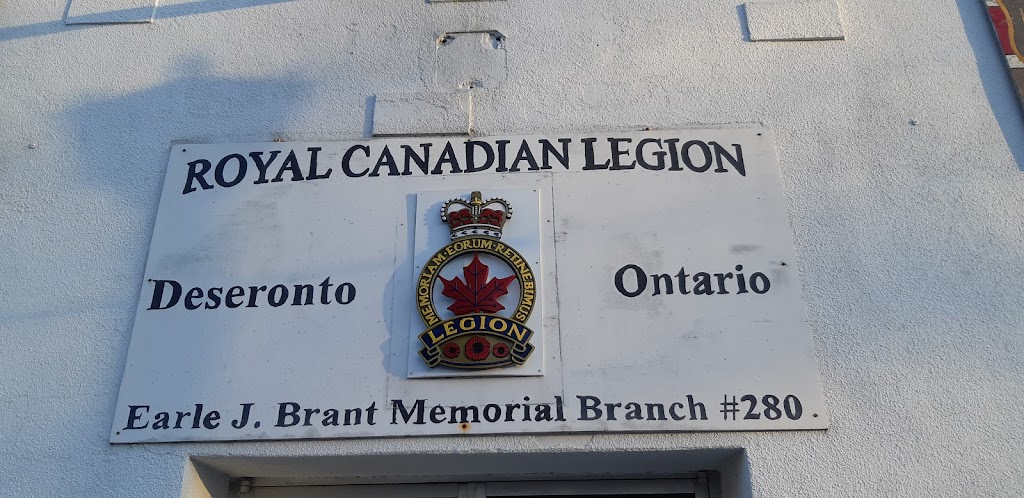 ROYAL CANADIAN LEGION
MEMORIAM·EORUM·RETINEBIMUS
Deseronto
Ontario
LEGION
Earle J. Brant Memorial Branch #280